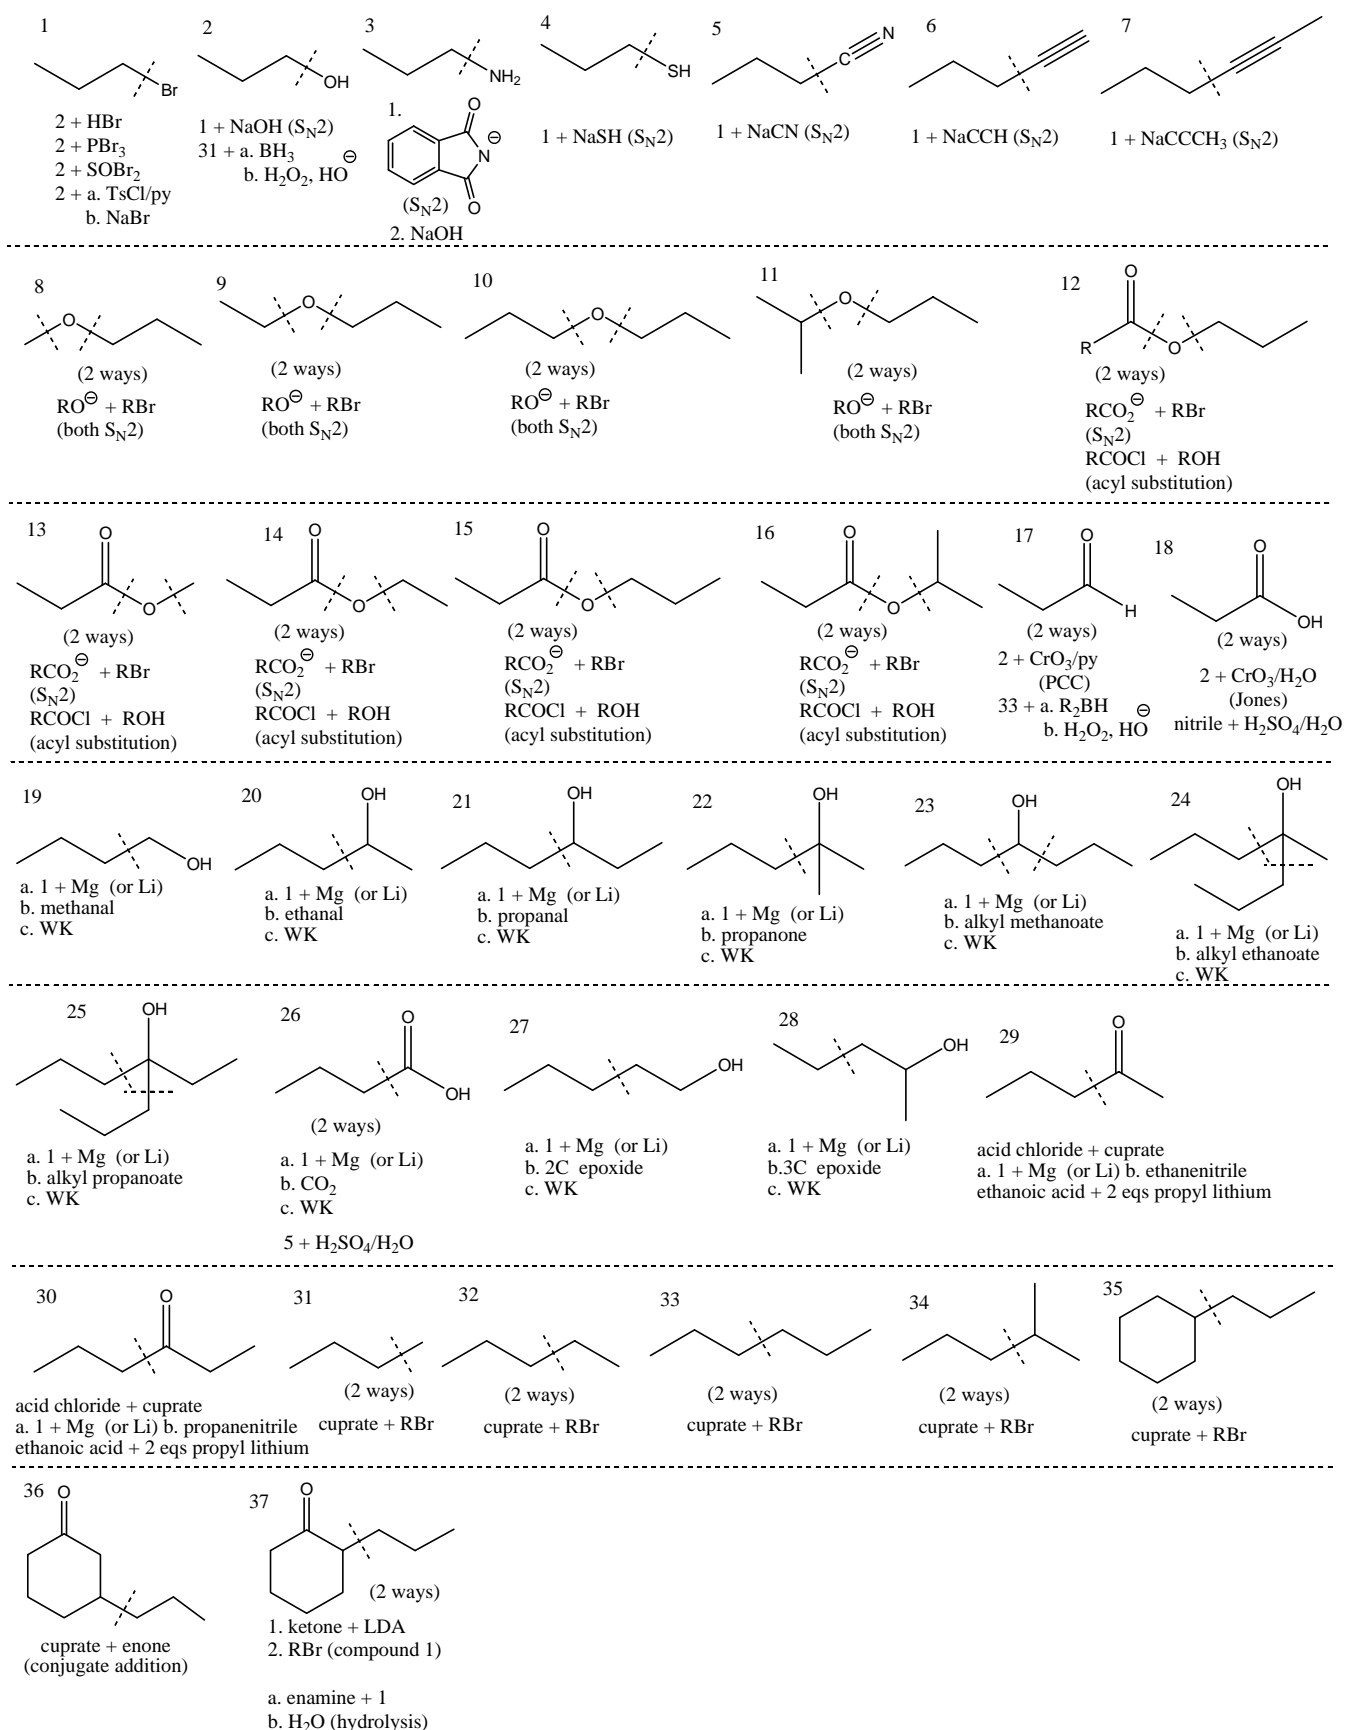 1
Br
2 + HBr
2 + PBr3
2 + SOBr2
2 + a. TsCl/py
b. NaBr
2
OH
1 + NaOH (SN2)
31 + a. BH3
b. H2O2, HO⊖
3
NH2
1.
O
N ⊖
O
(SN2)
2. NaOH
4
SH
1 + NaSH (SN2)
5
C N
1 + NaCN (SN2)
6
1 + NaCCH (SN2)
7
1 + NaCCCH3 (SN2)
8
O
(2 ways)
RO⊖ + RBr
(both SN2)
9
O
(2 ways)
RO⊖ + RBr
(both SN2)
10
O
(2 ways)
RO⊖ + RBr
(both SN2)
11
O
(2 ways)
RO⊖ + RBr
(both SN2)
12
O
R
O
(2 ways)
RCO2⊖ + RBr
(SN2)
RCOCl + ROH
(acyl substitution)
13
O
O
(2 ways)
RCO2⊖ + RBr
(SN2)
RCOCl + ROH
(acyl substitution)
14
O
O
(2 ways)
RCO2⊖ + RBr
(SN2)
RCOCl + ROH
(acyl substitution)
15
O
O
(2 ways)
RCO2⊖ + RBr
(SN2)
RCOCl + ROH
(acyl substitution)
16
O
O
(2 ways)
RCO2⊖ + RBr
(SN2)
RCOCl + ROH
(acyl substitution)
17
O
H
(2 ways)
2 + CrO3/py
(PCC)
33 + a. R2BH
b. H2O2, HO⊖
18
O
OH
(2 ways)
2 + CrO3/H2O
(Jones)
nitrile + H2SO4/H2O
19
OH
a. 1 + Mg (or Li)
b. methanal
c. WK
20
OH
a. 1 + Mg (or Li)
b. ethanal
c. WK
21
OH
a. 1 + Mg (or Li)
b. propanal
c. WK
22
OH
a. 1 + Mg (or Li)
b. propanone
c. WK
23
OH
a. 1 + Mg (or Li)
b. alkyl methanoate
c. WK
24
OH
a. 1 + Mg (or Li)
b. alkyl ethanoate
c. WK
25
OH
a. 1 + Mg (or Li)
b. alkyl propanoate
c. WK
26
O
OH
(2 ways)
a. 1 + Mg (or Li)
b. CO2
c. WK
5 + H2SO4/H2O
27
OH
a. 1 + Mg (or Li)
b. 2C epoxide
c. WK
28
OH
a. 1 + Mg (or Li)
b.3C epoxide
c. WK
29
O
acid chloride + cuprate
a. 1 + Mg (or Li) b. ethanenitrile
ethanoic acid + 2 eqs propyl lithium
30
O
acid chloride + cuprate
a. 1 + Mg (or Li) b. propanenitrile
ethanoic acid + 2 eqs propyl lithium
31
(2 ways)
cuprate + RBr
32
(2 ways)
cuprate + RBr
33
(2 ways)
cuprate + RBr
34
(2 ways)
cuprate + RBr
35
(2 ways)
cuprate + RBr
36
O
cuprate + enone
(conjugate addition)
37
O
(2 ways)
1. ketone + LDA
2. RBr (compound 1)
a. enamine + 1
b. H2O (hydrolysis)